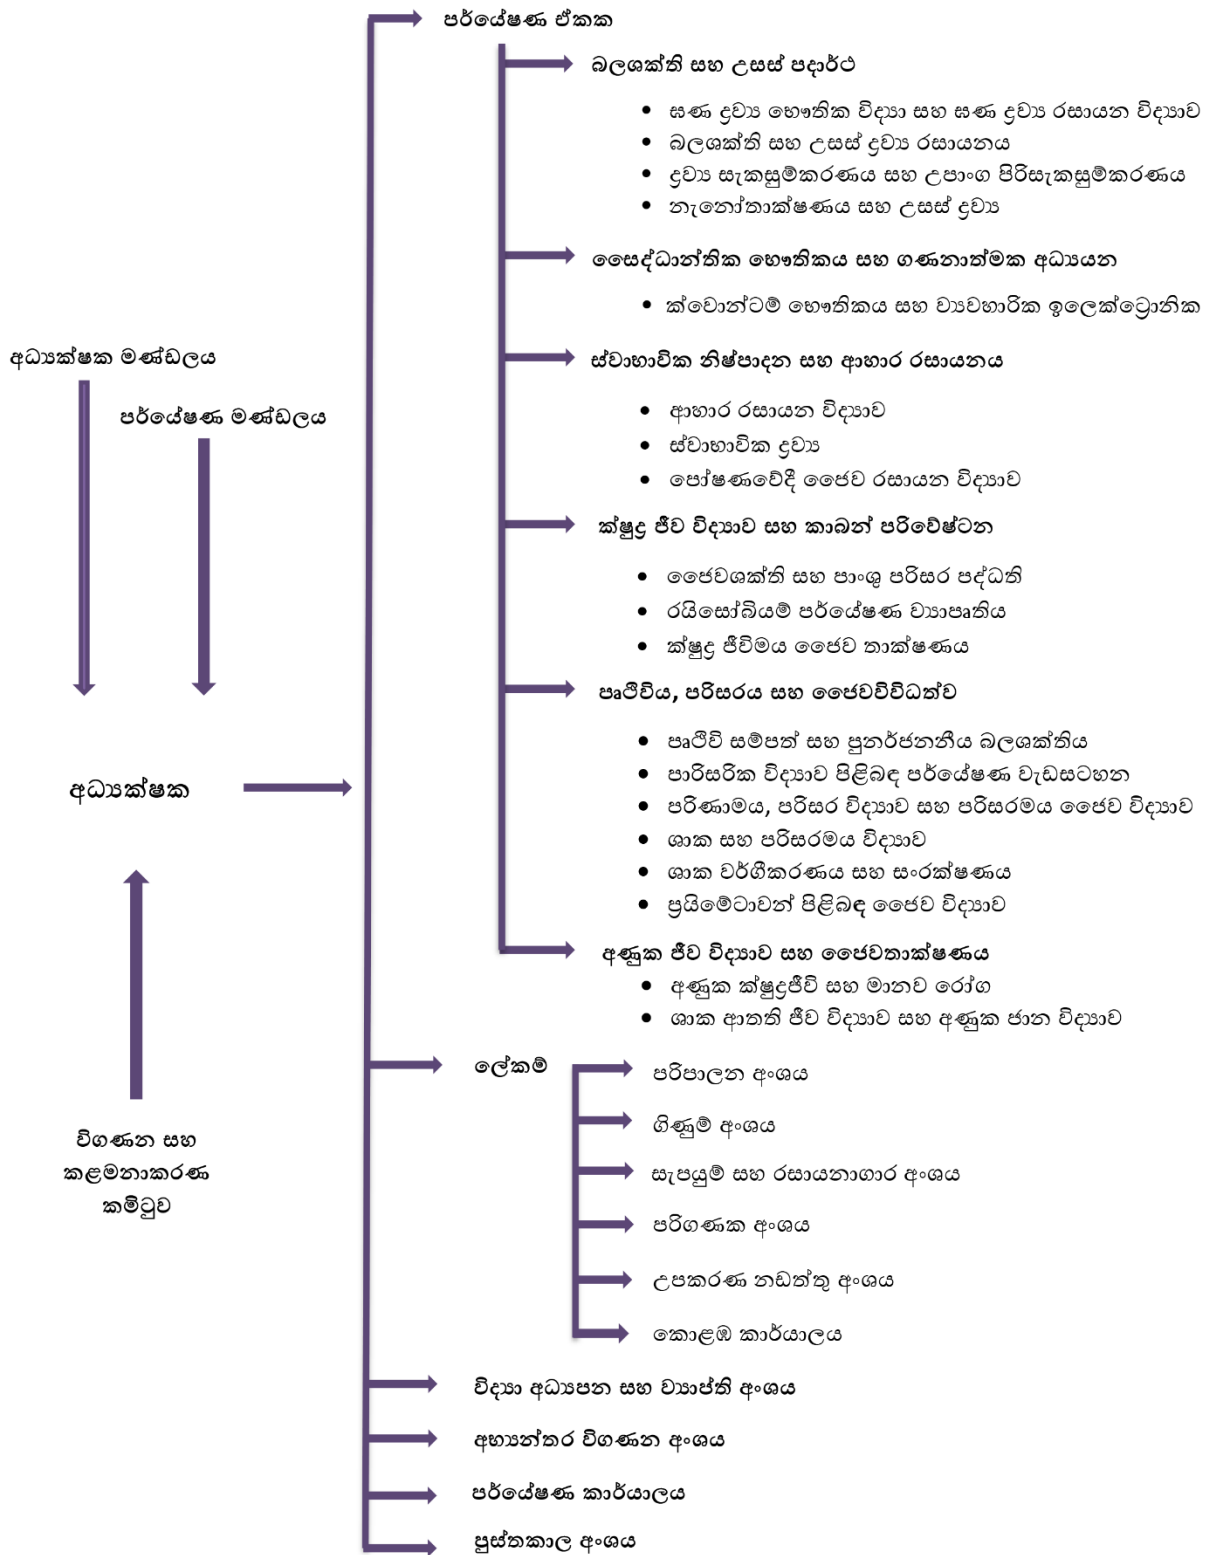 පර්යේෂණ ඒකක
බලශක්ති සහ උසස් පදාර්ථ
ඝණ ද්‍රව්‍ය භෞතික විද්‍යා සහ ඝණ ද්‍රව්‍ය රසායන විද්‍යාව
බලශක්ති සහ උසස් ද්‍රව්‍ය රසායනය
ද්‍රව්‍ය සැකසුම්කරණය සහ උපාංග පිරිසැකසුම්කරණය
නැනෝතාක්ෂණය සහ උසස් ද්‍රව්‍ය
සෛද්ධාන්තික භෞතිකය සහ ගණනාත්මක අධ්‍යයන
ක්වොන්ටම් භෞතිකය සහ ව්‍යවහාරික ඉලෙක්ට්‍රොනික
ස්වාභාවික නිෂ්පාදන සහ ආහාර රසායනය
ආහාර රසායන විද්‍යාව
ස්වාභාවික ද්‍රව්‍ය
පෝෂණවේදී ජෛව රසායන විද්‍යාව
ක්ෂුද්‍ර ජීව විද්‍යාව සහ කාබන් පරිවේෂ්ටන
ජෛවශක්ති සහ පාංශු පරිසර පද්ධති
රයිසෝබියම් පර්යේෂණ ව්‍යාපෘතිය
ක්ෂුද්‍ර ජීවීමය ජෛව තාක්ෂණය
පෘථිවිය, පරිසරය සහ ජෛවවිවිධත්ව
පෘථිවි සම්පත් සහ පුනර්ජනනීය බලශක්තිය
පාරිසරික විද්‍යාව පිළිබඳ පර්යේෂණ වැඩසටහන
පරිණාමය, පරිසර විද්‍යාව සහ පරිසරමය ජෛව විද්‍යාව
ශාක සහ පරිසරමය විද්‍යාව
ශාක වර්ගීකරණය සහ සංරක්ෂණය
ප්‍රයිමේටාවන් පිළිබඳ ජෛව විද්‍යාව
අණුක ජීව විද්‍යාව සහ ජෛවතාක්ෂණය
අණුක ක්ෂුද්‍රජීවි සහ මානව රෝග
ශාක ආතති ජීව විද්‍යාව සහ අණුක ජාන විද්‍යාව
අධ්‍යක්ෂක මණ්ඩලය
පර්යේෂණ මණ්ඩලය
අධ්‍යක්ෂක
විගණන සහ
කළමනාකරණ
කමිටුව
ලේකම්
පරිපාලන අංශය
ගිණුම් අංශය
සැපයුම් සහ රසායනාගාර අංශය
පරිගණක අංශය
උපකරණ නඩත්තු අංශය
කොළඹ කාර්යාලය
විද්‍යා අධ්‍යපන සහ ව්‍යාප්ති අංශය
අභ්‍යන්තර විගණන අංශය
පර්යේෂණ කාර්යාලය
පුස්තකාල අංශය